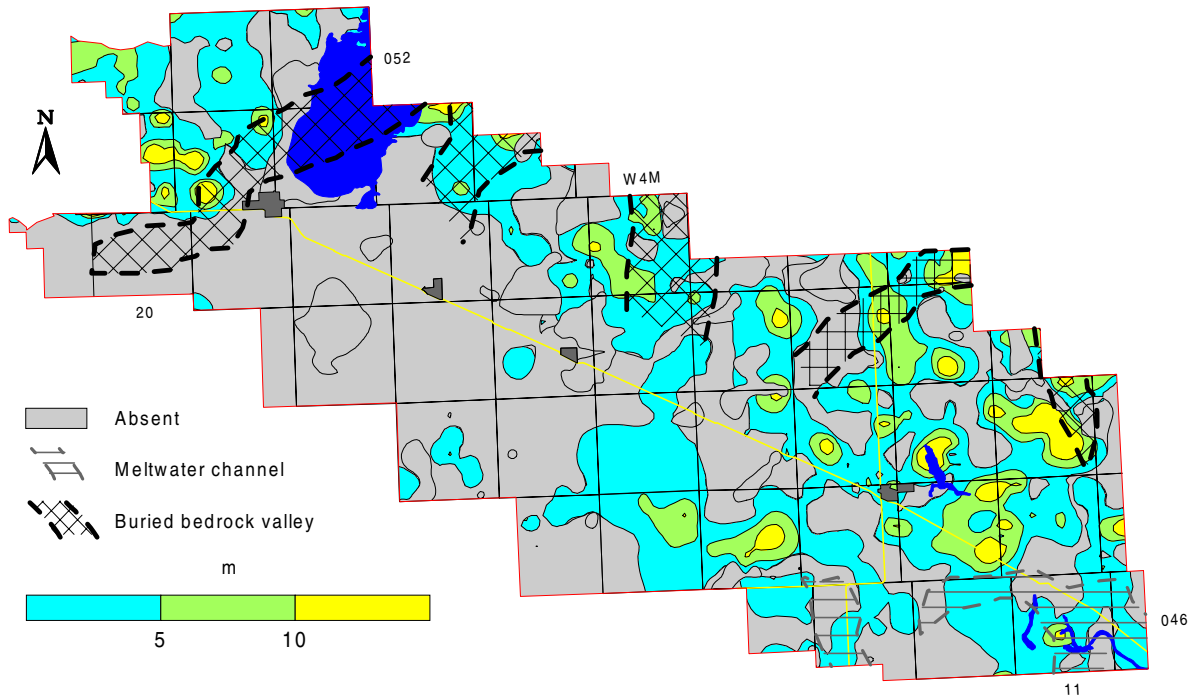 052
N
W4M
20
Absent
Meltwater channel
Buried bedrock valley
m
5 10
046
11